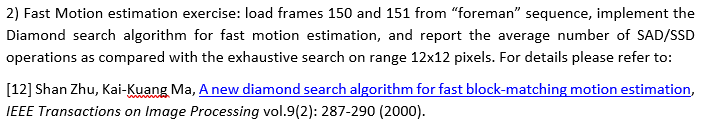 2) Fast Motion estimation exercise: load frames 150 and 151 from “foreman” sequence, implement the
Diamond search algorithm for fast motion estimation, and report the average number of SAD/SSD
operations as compared with the exhaustive search on range 12x12 pixels. For details please refer to:
[12] Shan Zhu, Kai-Kuang Ma, A new diamond search algorithm for fast block-matching motion estimation,
IEEE Transactions on Image Processing vol.9(2): 287-290 (2000).